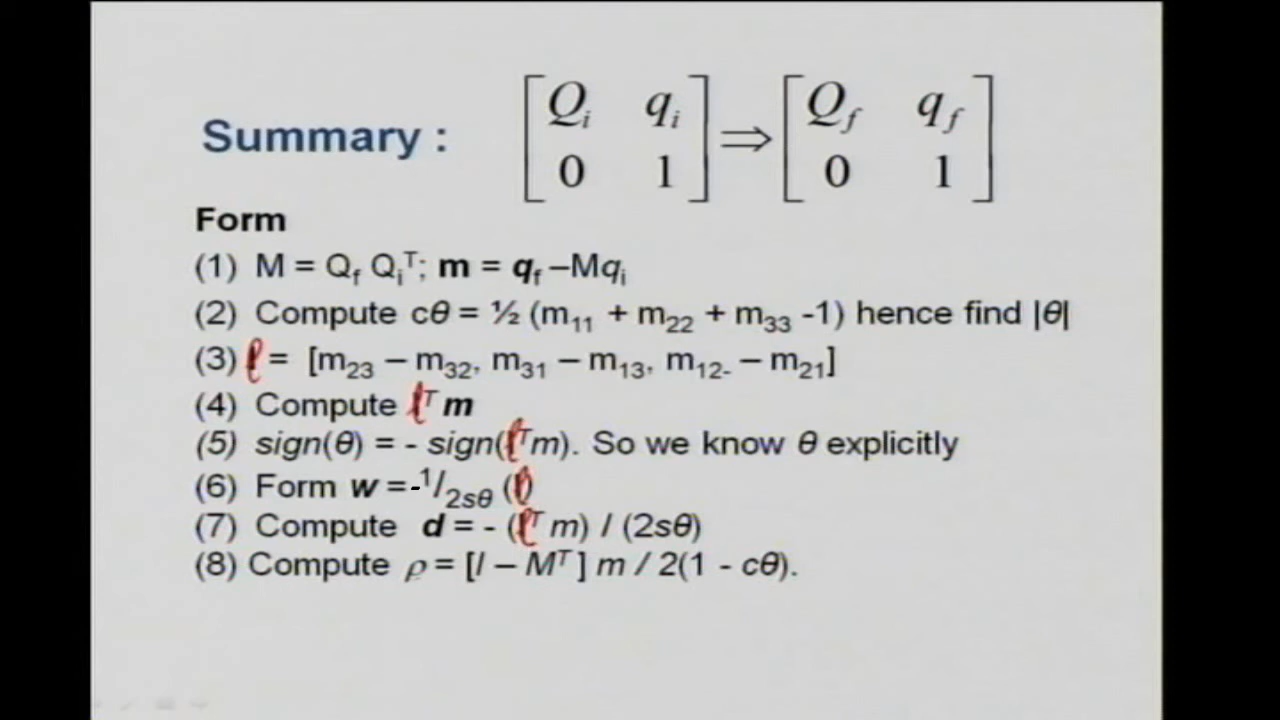 Summary : [Q_i q_i 0 1] ⇒ [Q_f q_f 0 1]
Form
(1) M = Q_f Q_i^T; m = q_f –Mq_i
(2) Compute cθ = ½ (m_11 + m_22 + m_33 -1) hence find |θ|
(3) ℓ = [m_23 – m_32, m_31 – m_13, m_12- – m_21]
(4) Compute ℓ^T m
(5) sign(θ) = - sign(ℓ^T m). So we know θ explicitly
(6) Form w =-1/2sθ (ℓ)
(7) Compute d = - (ℓ^T m) / (2sθ)
(8) Compute ρ = [I – M^T ] m / 2(1 - cθ).